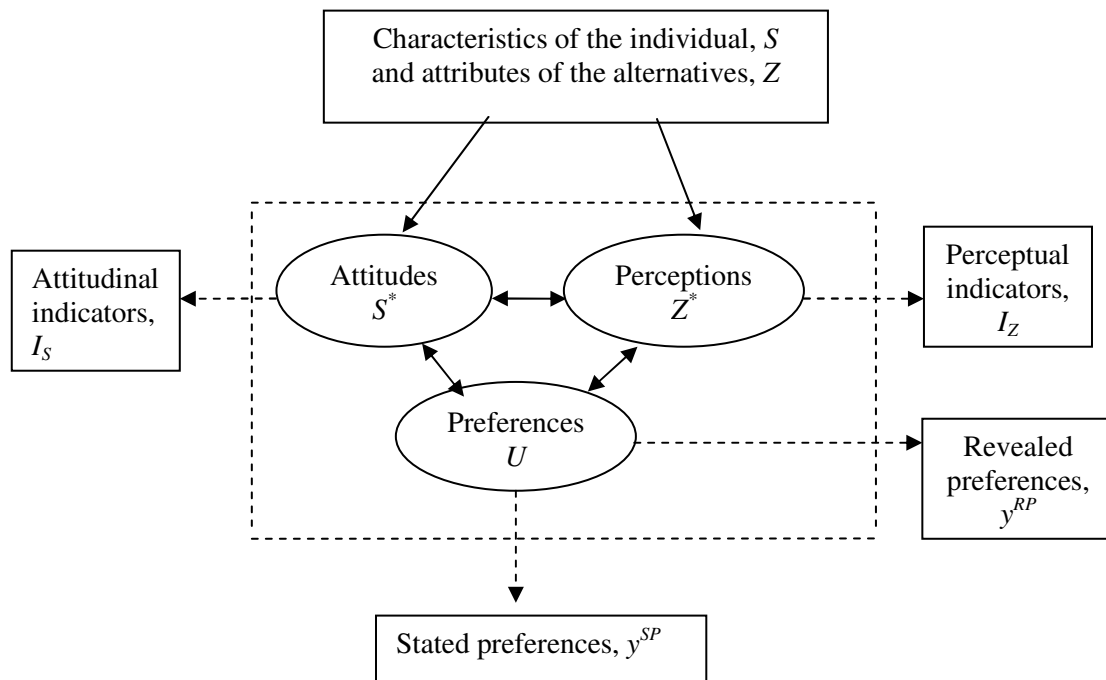 Characteristics of the individual, S
and attributes of the alternatives, Z
Attitudes
S*
Perceptions
Z*
Attitudinal
indicators,
I_S
Perceptual
indicators,
I_Z
Preferences
U
Revealed
preferences,
y^RP
Stated preferences, y^SP